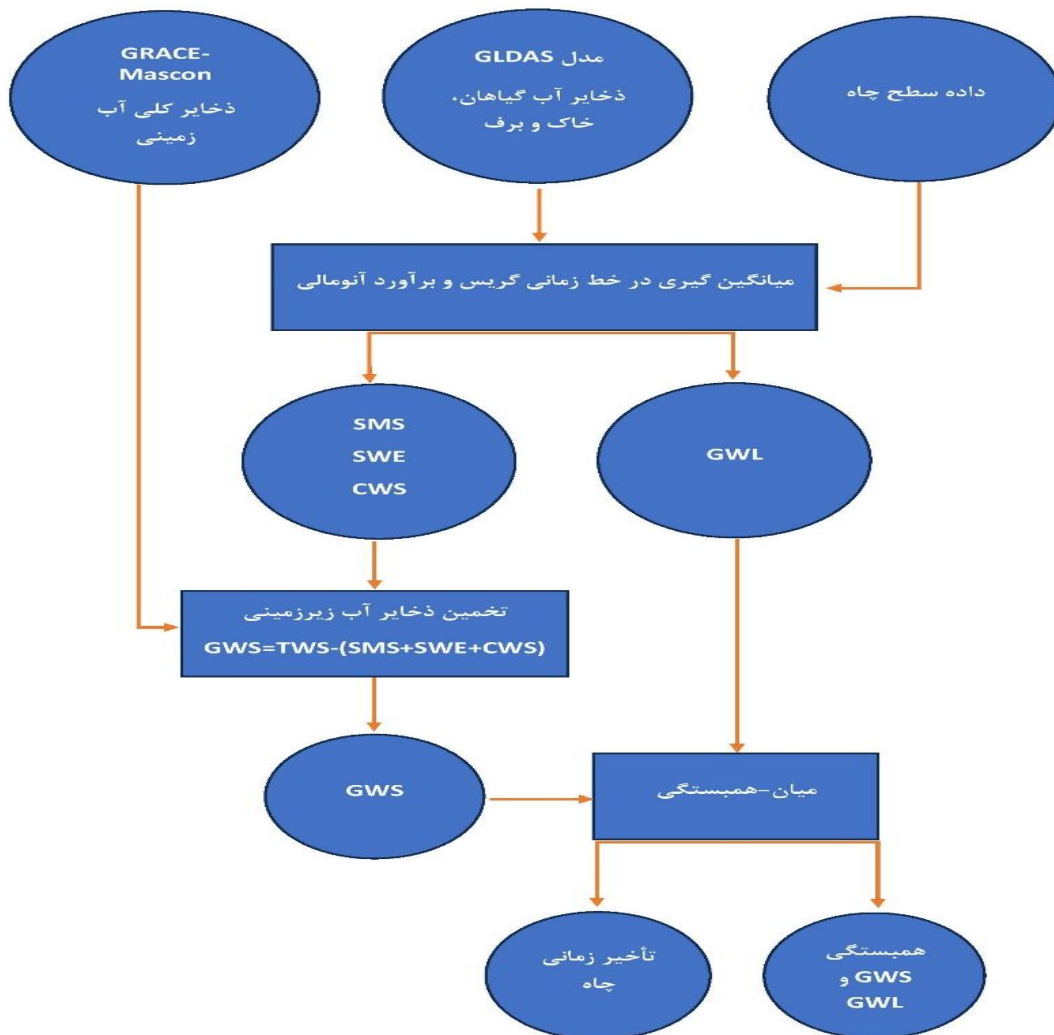 GRACE-
Mascon
ذخایر کلی آب
زمینی
مدل GLDAS
ذخایر آب گیاهان،
خاک و برف
داده سطح چاه
میانگین گیری در خط زمانی گریس و برآورد آنومالی
SMS
SWE
CWS
GWL
تخمین ذخایر آب زیرزمینی
GWS=TWS-(SMS+SWE+CWS)
GWS
میان-همبستگی
تأخیر زمانی
چاه
همبستگی
GWS و
GWL